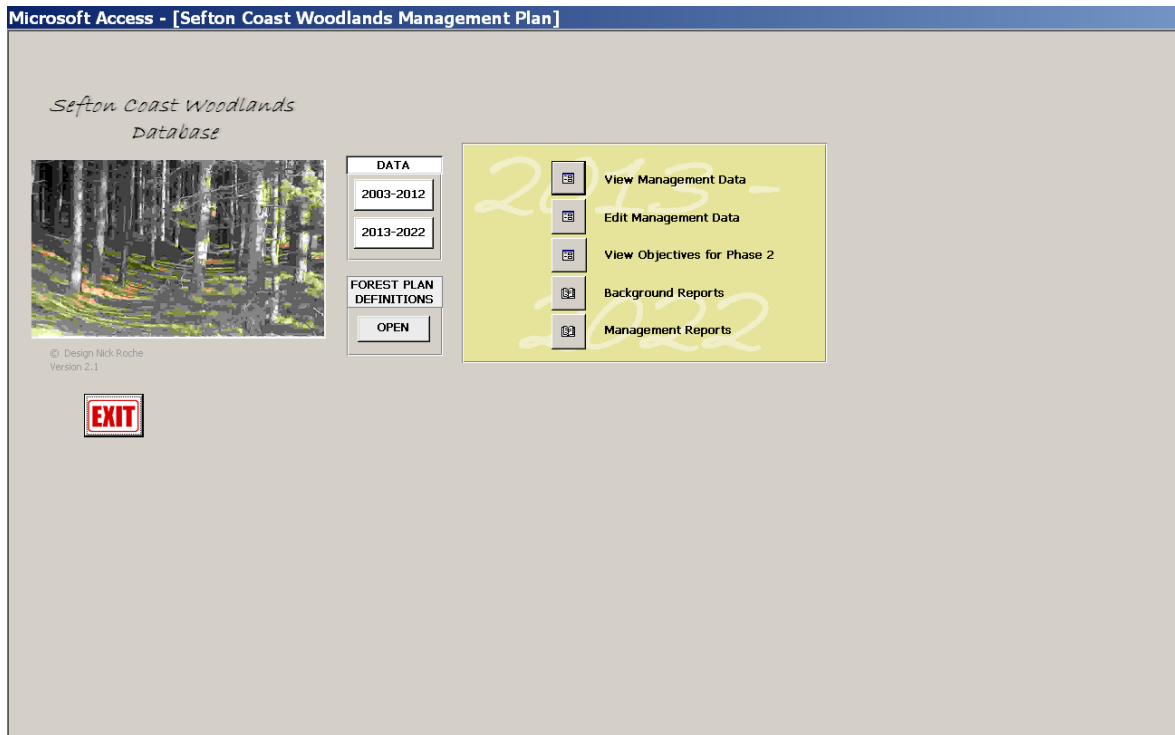 Microsoft Access - [Sefton Coast Woodlands Management Plan]
Sefton Coast Woodlands
Database
DATA
2003-2012
2013-2022
FOREST PLAN
DEFINITIONS
OPEN
2013 -
2022
View Management Data
Edit Management Data
View Objectives for Phase 2
Background Reports
Management Reports
© Design Nick Roche
Version 2.1
EXIT